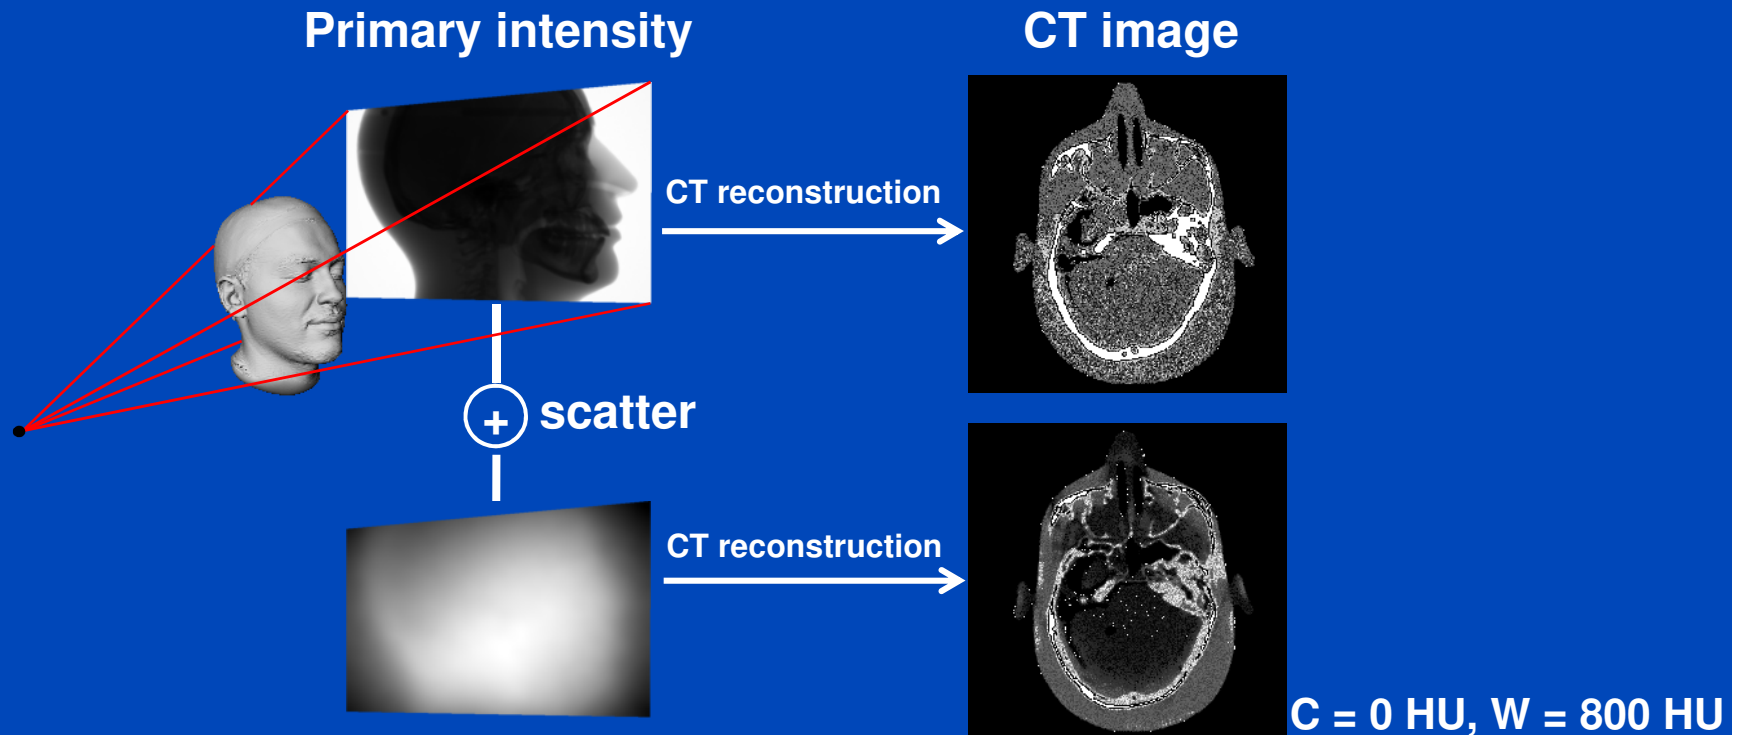 Primary intensity
CT image
CT reconstruction
+ scatter
CT reconstruction
C = 0 HU, W = 800 HU